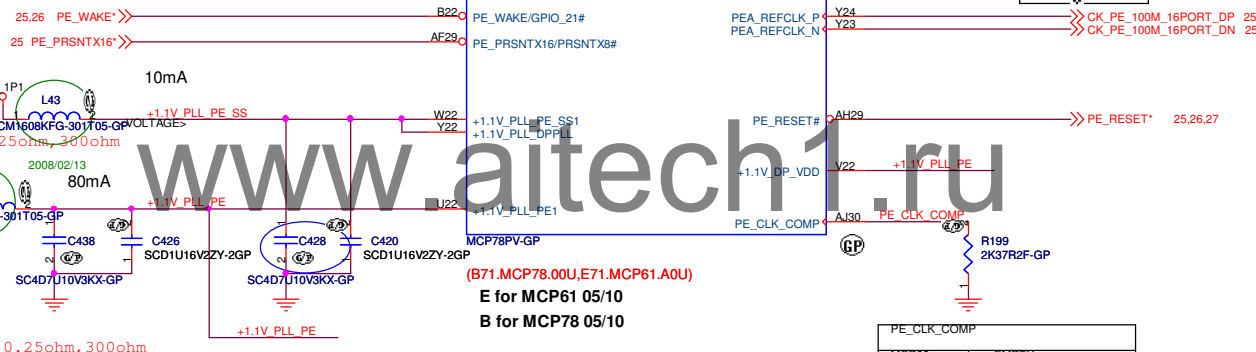 25,26 PE_WAKE*
B22
PE_WAKE/GPIO_21#
PEA_REFCLK_P
Y24
CK_PE_100M_16PORT_DP 25
25 PE_PRSNTX16*
AF29
PE_PRSNTX16/PRSNTX8#
PEA_REFCLK_N
Y23
CK_PE_100M_16PORT_DN 25
10mA
1P1
L43
1
2
+1.1V_PLL_PE_SS
CM1608KFG-301T05-GP
VOLTAGE>
W22
+1.1V_PLL_PE_SS1
Y22
+1.1V_PLL_DPPLL
PE_RESET#
AH29
PE_RESET* 25,26,27
25ohm,300ohm
2008/02/13
www.aitech1.ru
80mA
+1.1V_DP_VDD
V22
+1.1V_PLL_PE
2
-301T05-GP
+1.1V_PLL_PE
U22
+1.1V_PLL_PE1
PE_CLK_COMP
AJ30
PE_CLK_COMP
C438
C426
SCD1U16V2ZY-2GP
C428
C420
SCD1U16V2ZY-2GP
MCP78PV-GP
GP
R199
2K37R2F-GP
SC4D7U10V3KX-GP
SC4D7U10V3KX-GP
(B71.MCP78.00U,E71.MCP61.A0U)
E for MCP61 05/10
B for MCP78 05/10
+1.1V_PLL_PE
PE_CLK_COMP
0.25ohm,300ohm